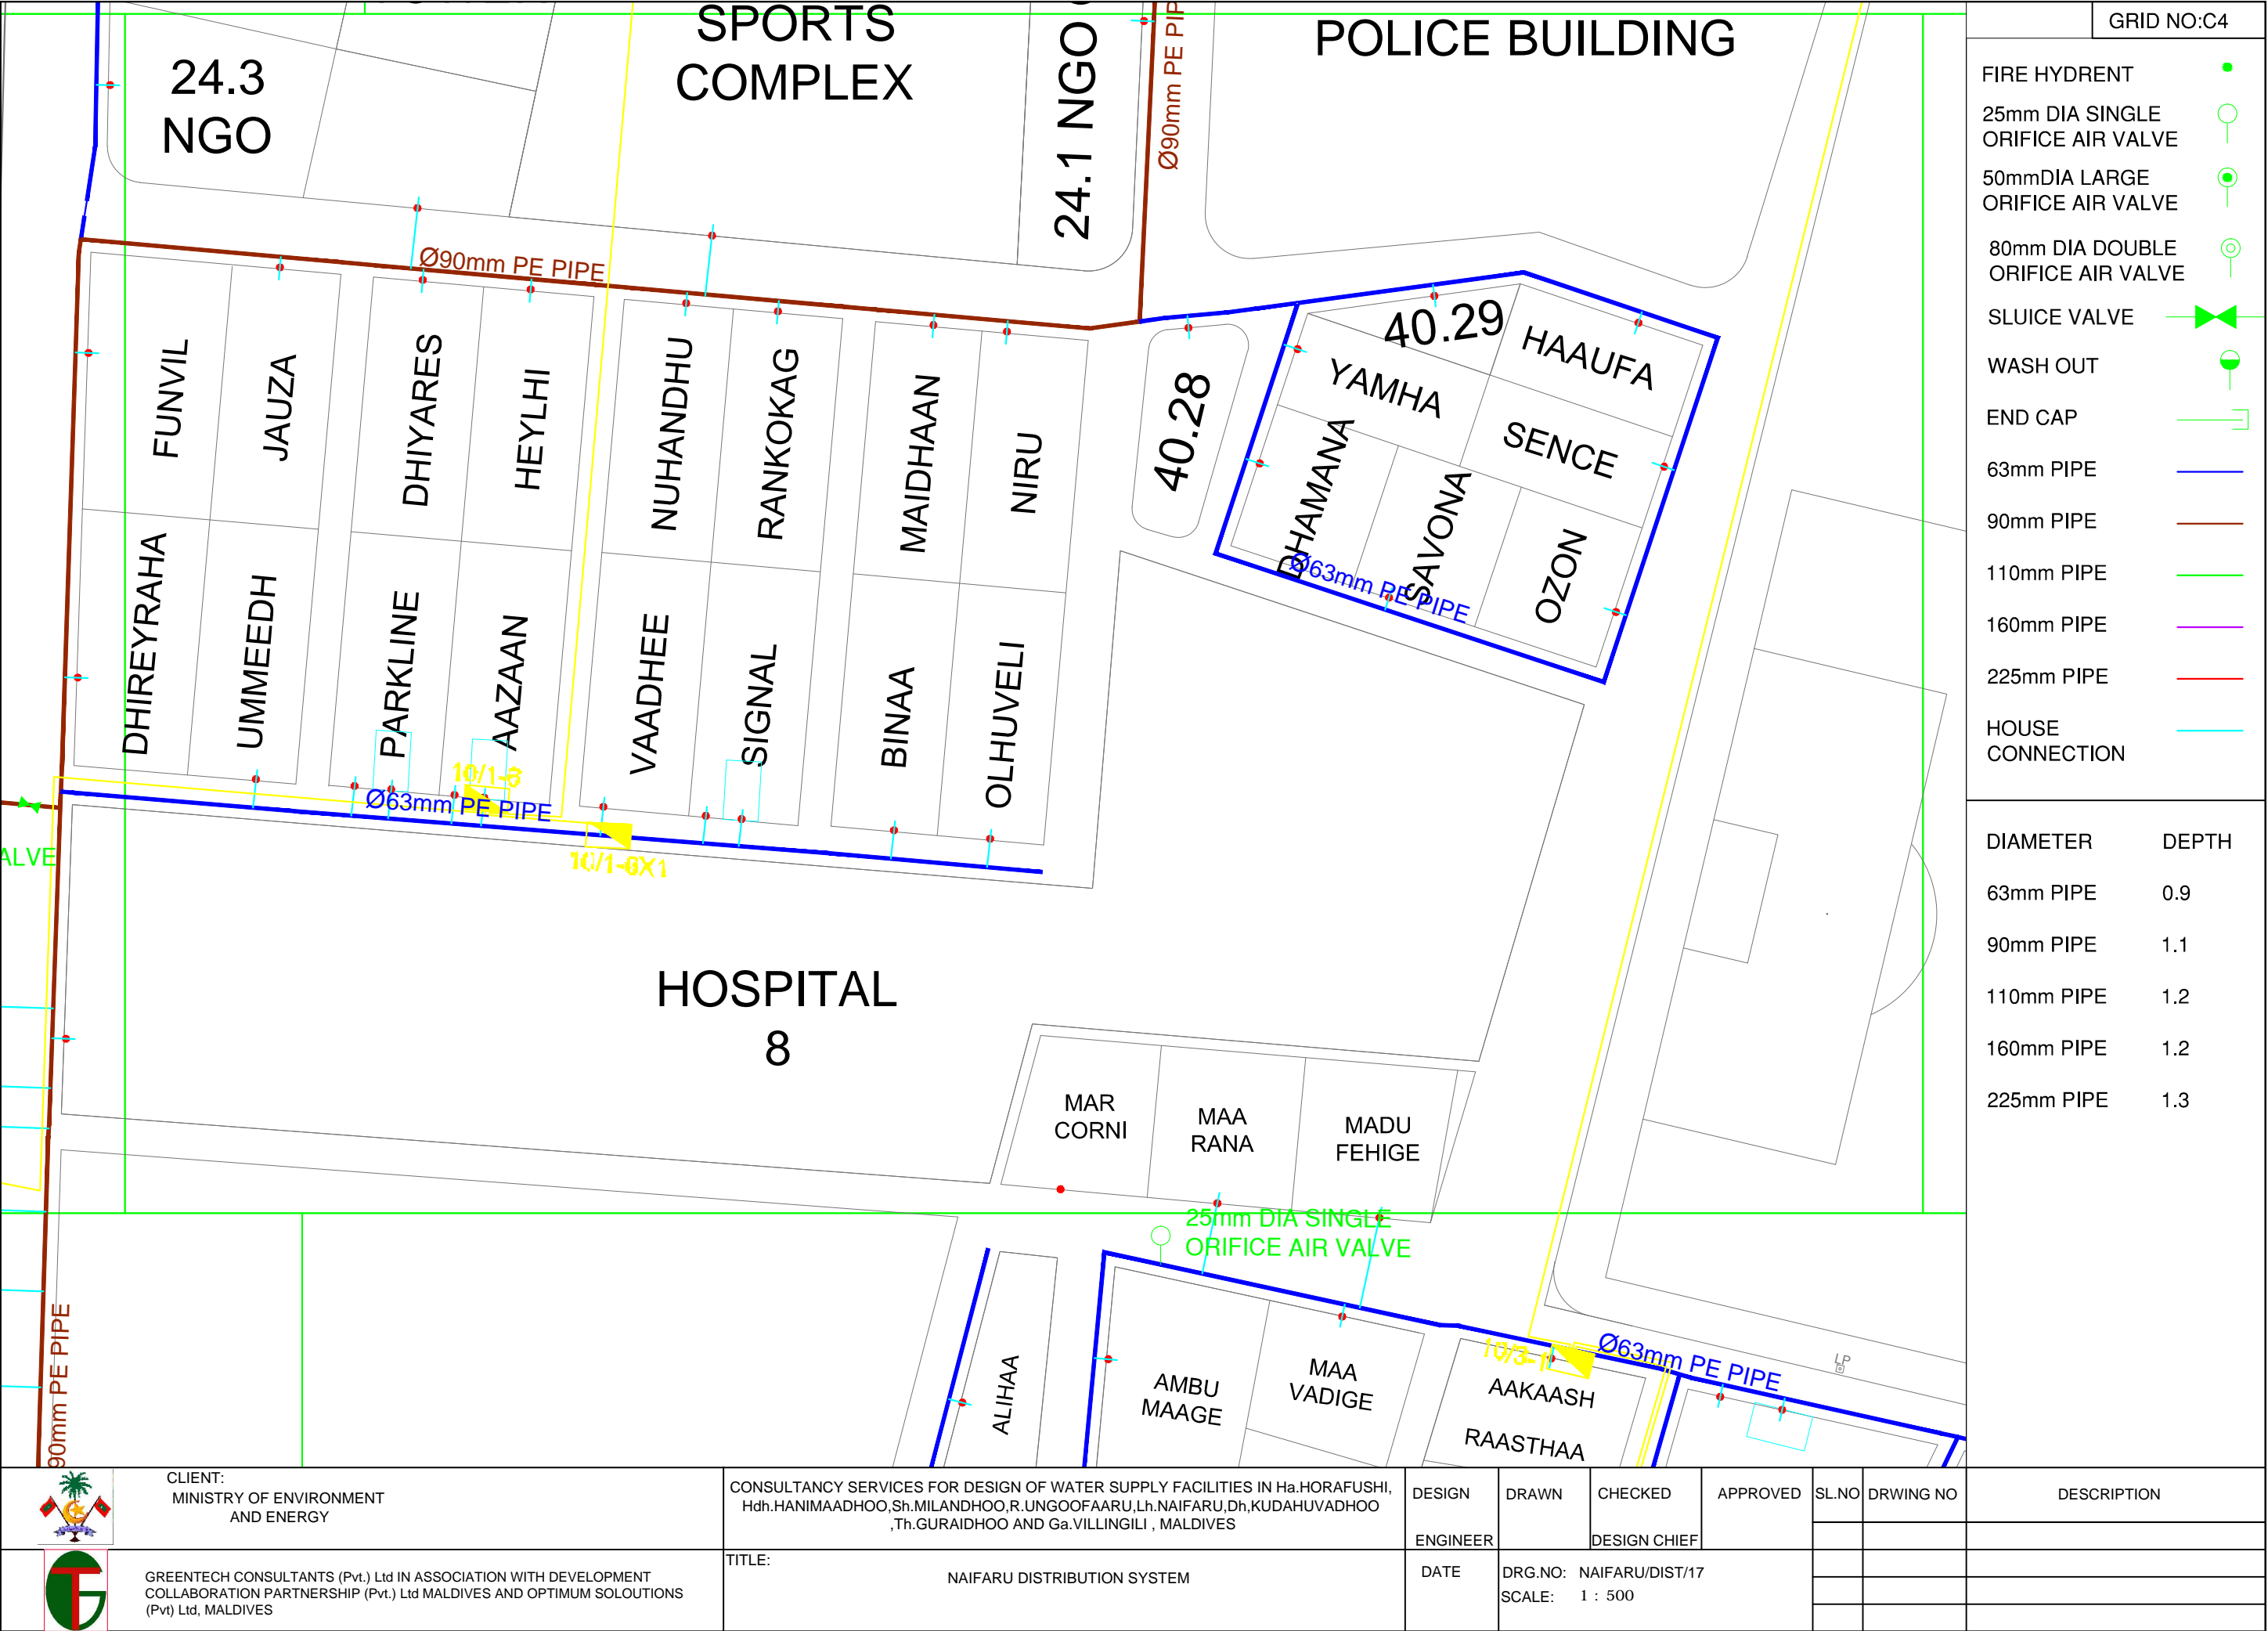 SPORTS
COMPLEX
24.1 NGO
Ø90mm PE PIP
POLICE BUILDING
24.3
NGO
Ø90mm PE PIPE
FUNVIL
JAUZA
DHIYARES
HEYLHI
NUHANDHU
RANKOKAG
MAIDHAAN
NIRU
40.28
40.29
YAMHA
HAAUFA
SENCE
DHAMANA
SAVONA
OZON
Ø63mm PE PIPE
DHIREYRAHA
UMMEEDH
PARKLINE
AAZAAN
VAADHEE
SIGNAL
BINAA
OLHUVELI
Ø63mm PE PIPE
ALVE
HOSPITAL
8
MAR
CORNI
MAA
RANA
MADU
FEHIGE
25mm DIA SINGLE
ORIFICE AIR VALVE
90mm PE PIPE
ALIHAA
AMBU
MAAGE
MAA
VADIGE
AAKAASH
RAASTHAA
Ø63mm PE PIPE
LP
GRID NO:C4
FIRE HYDRENT
25mm DIA SINGLE
ORIFICE AIR VALVE
50mmDIA LARGE
ORIFICE AIR VALVE
80mm DIA DOUBLE
ORIFICE AIR VALVE
SLUICE VALVE
WASH OUT
END CAP
63mm PIPE
90mm PIPE
110mm PIPE
160mm PIPE
225mm PIPE
HOUSE
CONNECTION
DIAMETER DEPTH
63mm PIPE 0.9
90mm PIPE 1.1
110mm PIPE 1.2
160mm PIPE 1.2
225mm PIPE 1.3
CLIENT:
MINISTRY OF ENVIRONMENT
AND ENERGY
GREENTECH CONSULTANTS (Pvt.) Ltd IN ASSOCIATION WITH DEVELOPMENT
COLLABORATION PARTNERSHIP (Pvt.) Ltd MALDIVES AND OPTIMUM SOLOUTIONS
(Pvt) Ltd, MALDIVES
CONSULTANCY SERVICES FOR DESIGN OF WATER SUPPLY FACILITIES IN Ha.HORAFUSHI,
Hdh.HANIMAADHOO,Sh.MILANDHOO,R.UNGOOFAARU,Lh.NAIFARU,Dh,KUDAHUVADHOO
,Th.GURAIDHOO AND Ga.VILLINGILI , MALDIVES
TITLE:
NAIFARU DISTRIBUTION SYSTEM
DESIGN DRAWN CHECKED APPROVED SL.NO DRWING NO DESCRIPTION
ENGINEER DESIGN CHIEF
DATE DRG.NO: NAIFARU/DIST/17
SCALE: 1 : 500